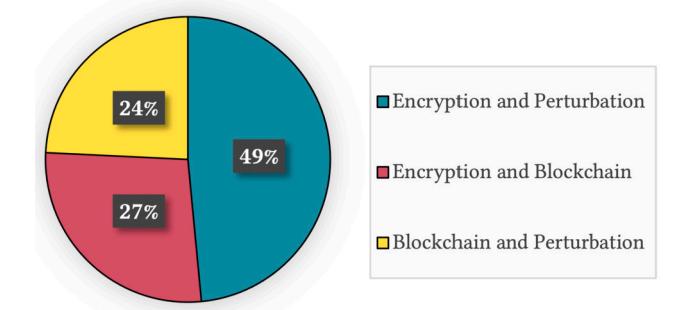 24%
49%
27%
Encryption and Perturbation
Encryption and Blockchain
Blockchain and Perturbation